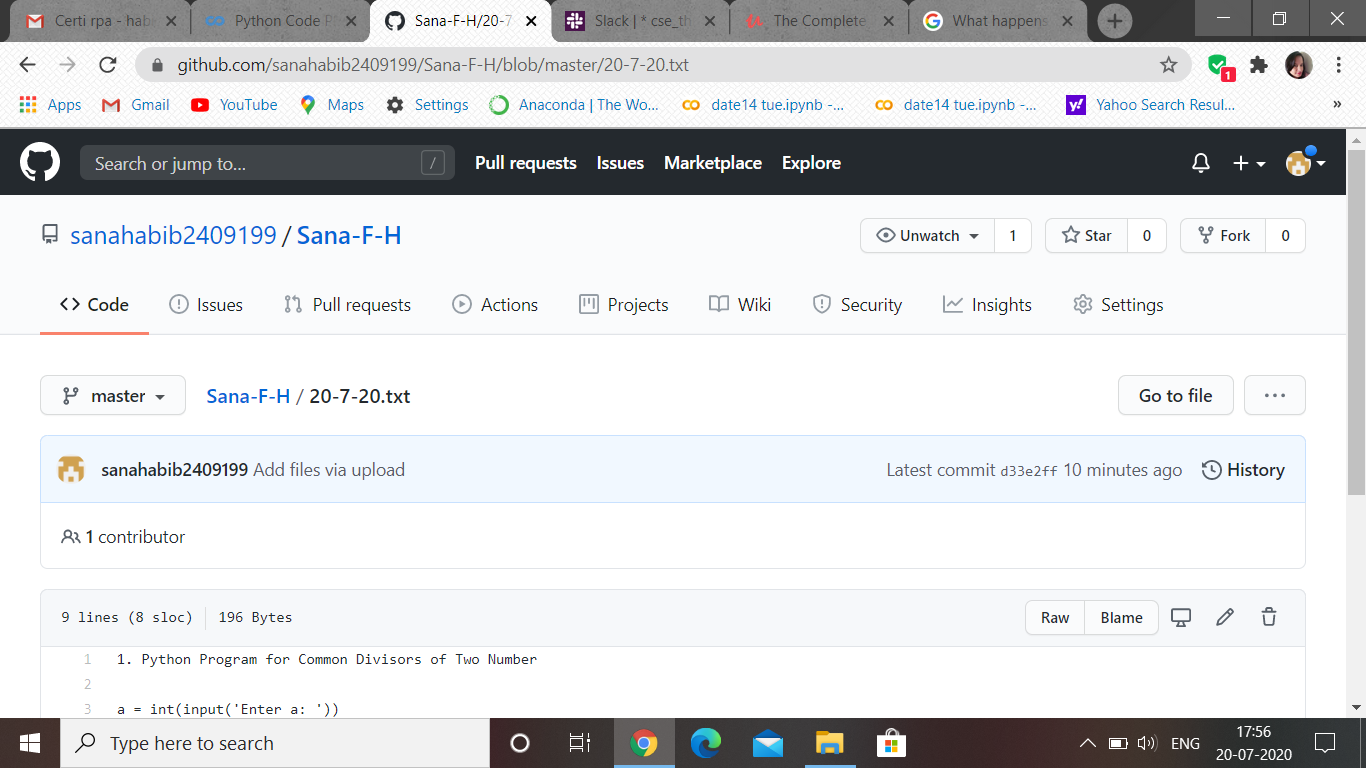 Certi rpa - hab
Python Code P
Sana-F-H/20-7
Slack | * cse_th
The Complete
What happens
github.com/sanahabib2409199/Sana-F-H/blob/master/20-7-20.txt
1
Apps
Gmail
YouTube
Maps
Settings
Anaconda | The Wo...
date14 tue.ipynb -...
date14 tue.ipynb -...
Yahoo Search Resul...
»
Search or jump to...
/
Pull requests
Issues
Marketplace
Explore
sanahabib2409199 / Sana-F-H
Unwatch
1
Star
0
Fork
0
Code
Issues
Pull requests
Actions
Projects
Wiki
Security
Insights
Settings
master
Sana-F-H / 20-7-20.txt
Go to file
sanahabib2409199 Add files via upload
Latest commit d33e2ff 10 minutes ago
History
1 contributor
9 lines (8 sloc)
196 Bytes
Raw
Blame
1 1. Python Program for Common Divisors of Two Number
2
3 a = int(input('Enter a: '))
Type here to search
ENG
17:56
20-07-2020